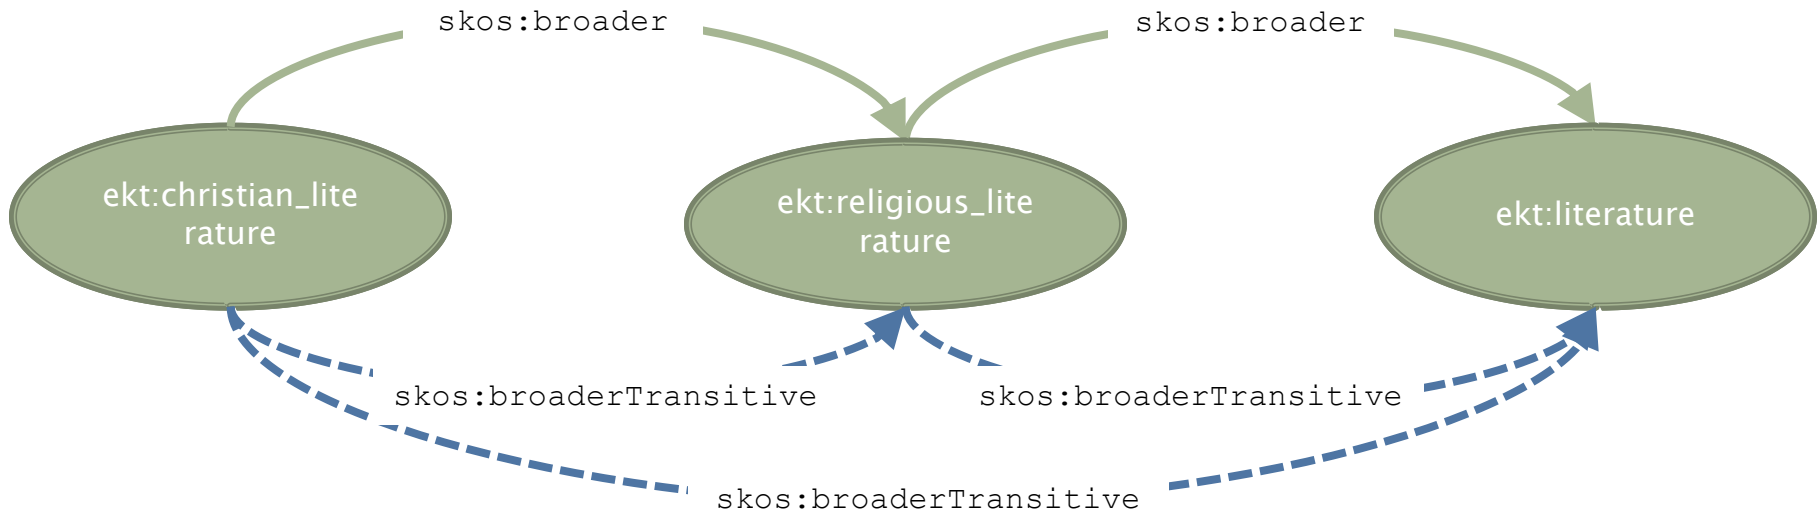 skos:broader
skos:broader
ekt:christian_lite
rature
ekt:religious_lite
rature
ekt:literature
skos:broaderTransitive
skos:broaderTransitive
skos:broaderTransitive